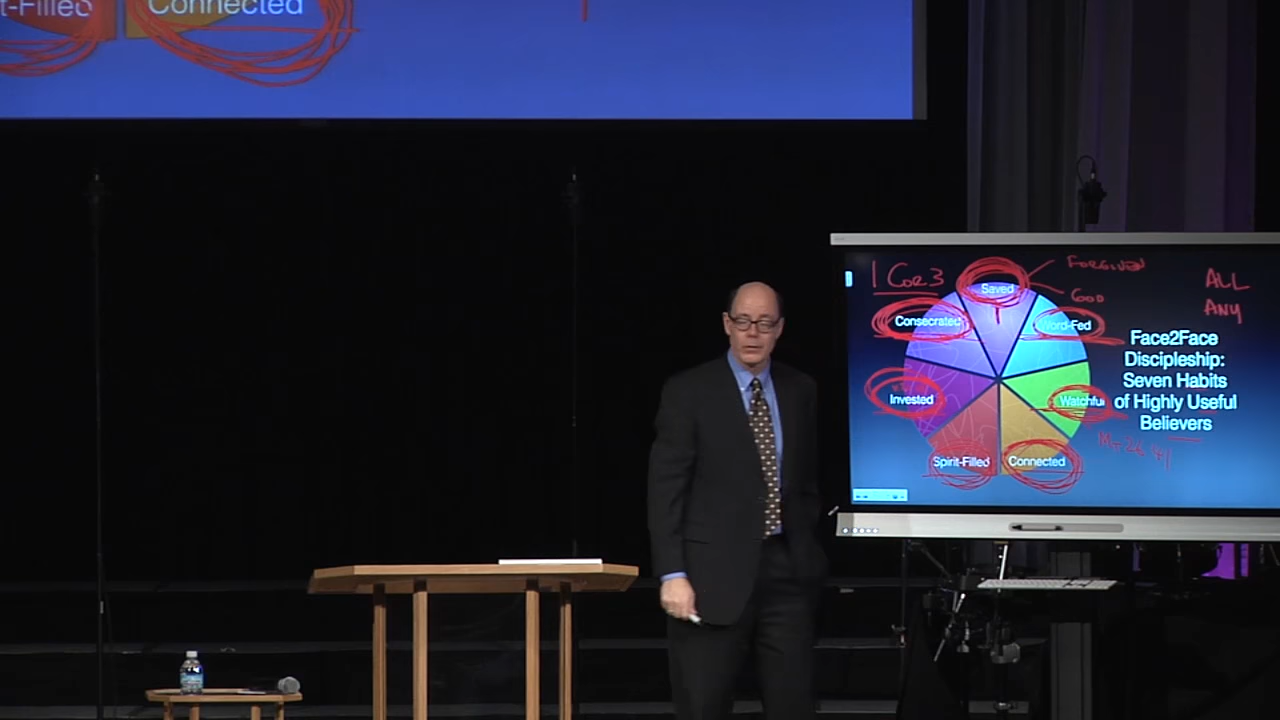 t-Filled
Connected
1 COR 3
Saved
FORGIVEN
GOOD
ALL
ANY
Consecrated
Word-Fed
Face2Face
Discipleship:
Seven Habits
of Highly Useful
Believers
Invested
Watchful
Spirit-Filled
Connected